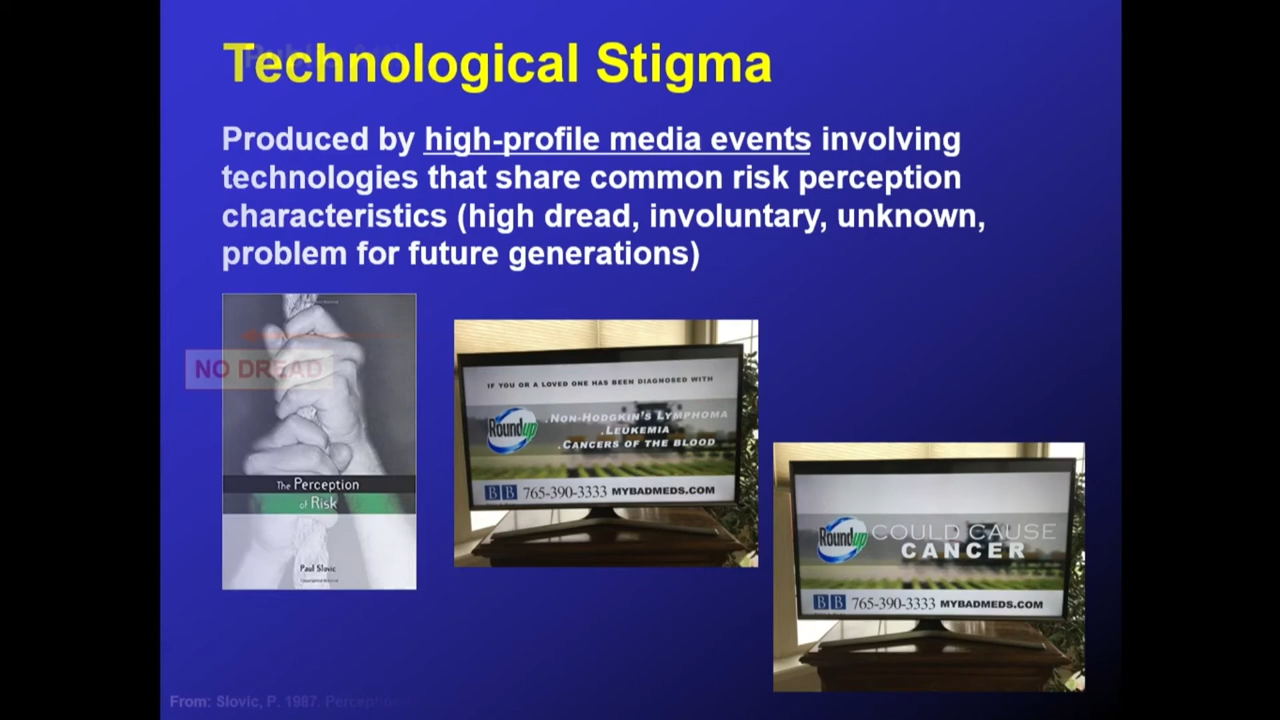 Technological Stigma
Produced by high-profile media events involving
technologies that share common risk perception
characteristics (high dread, involuntary, unknown,
problem for future generations)
NO DREAD
The Perception
of Risk
Paul Slovic
IF YOU OR A LOVED ONE HAS BEEN DIAGNOSED WITH
Roundup
.NON-HODGKIN'S LYMPHOMA
.LEUKEMIA
.CANCERS OF THE BLOOD
BB 765-390-3333 MYBADMEDS.COM
Roundup COULD CAUSE
CANCER
BB 765-390-3333 MYBADMEDS.COM
From: Slovic, P. 1987.